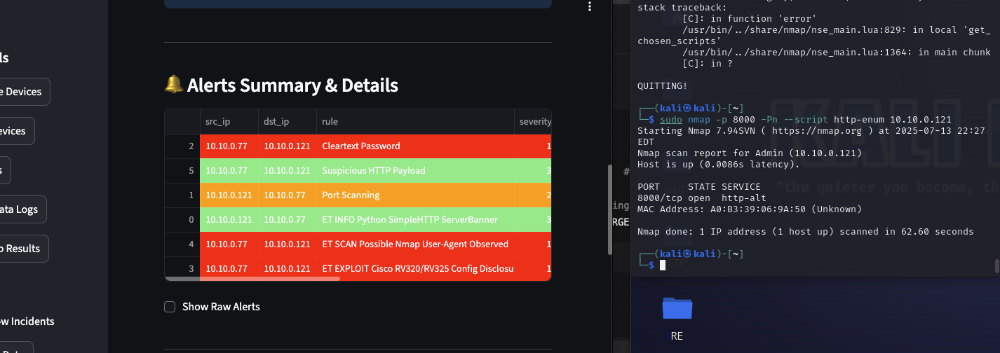 ls
e Devices
evices
s
ata Logs
p Results
ow Incidents
Alerts Summary & Details
src_ip dst_ip rule severity
2 10.10.0.77 10.10.0.121 Cleartext Password 1
5 10.10.0.77 10.10.0.121 Suspicious HTTP Payload 3
1 10.10.0.121 10.10.0.77 Port Scanning 2
0 10.10.0.121 10.10.0.77 ET INFO Python SimpleHTTP ServerBanner 3
4 10.10.0.77 10.10.0.121 ET SCAN Possible Nmap User-Agent Observed 1
3 10.10.0.77 10.10.0.121 ET EXPLOIT Cisco RV320/RV325 Config Disclosu 1
Show Raw Alerts
#
ing
RGE
stack traceback:
[C]: in function 'error'
/usr/bin/../share/nmap/nse_main.lua:829: in local 'get_
chosen_scripts'
/usr/bin/../share/nmap/nse_main.lua:1364: in main chunk
[C]: in ?
QUITTING!
┌──(kali㉿kali)-[~]
└─$ sudo nmap -p 8000 -Pn --script http-enum 10.10.0.121
Starting Nmap 7.94SVN ( https://nmap.org ) at 2025-07-13 22:27
EDT
Nmap scan report for Admin (10.10.0.121)
Host is up (0.0086s latency).
PORT STATE SERVICE
8000/tcp open http-alt
MAC Address: A0:B3:39:06:9A:50 (Unknown)
Nmap done: 1 IP address (1 host up) scanned in 62.60 seconds
┌──(kali㉿kali)-[~]
└─$
KALI
"the quieter you become, th
RE